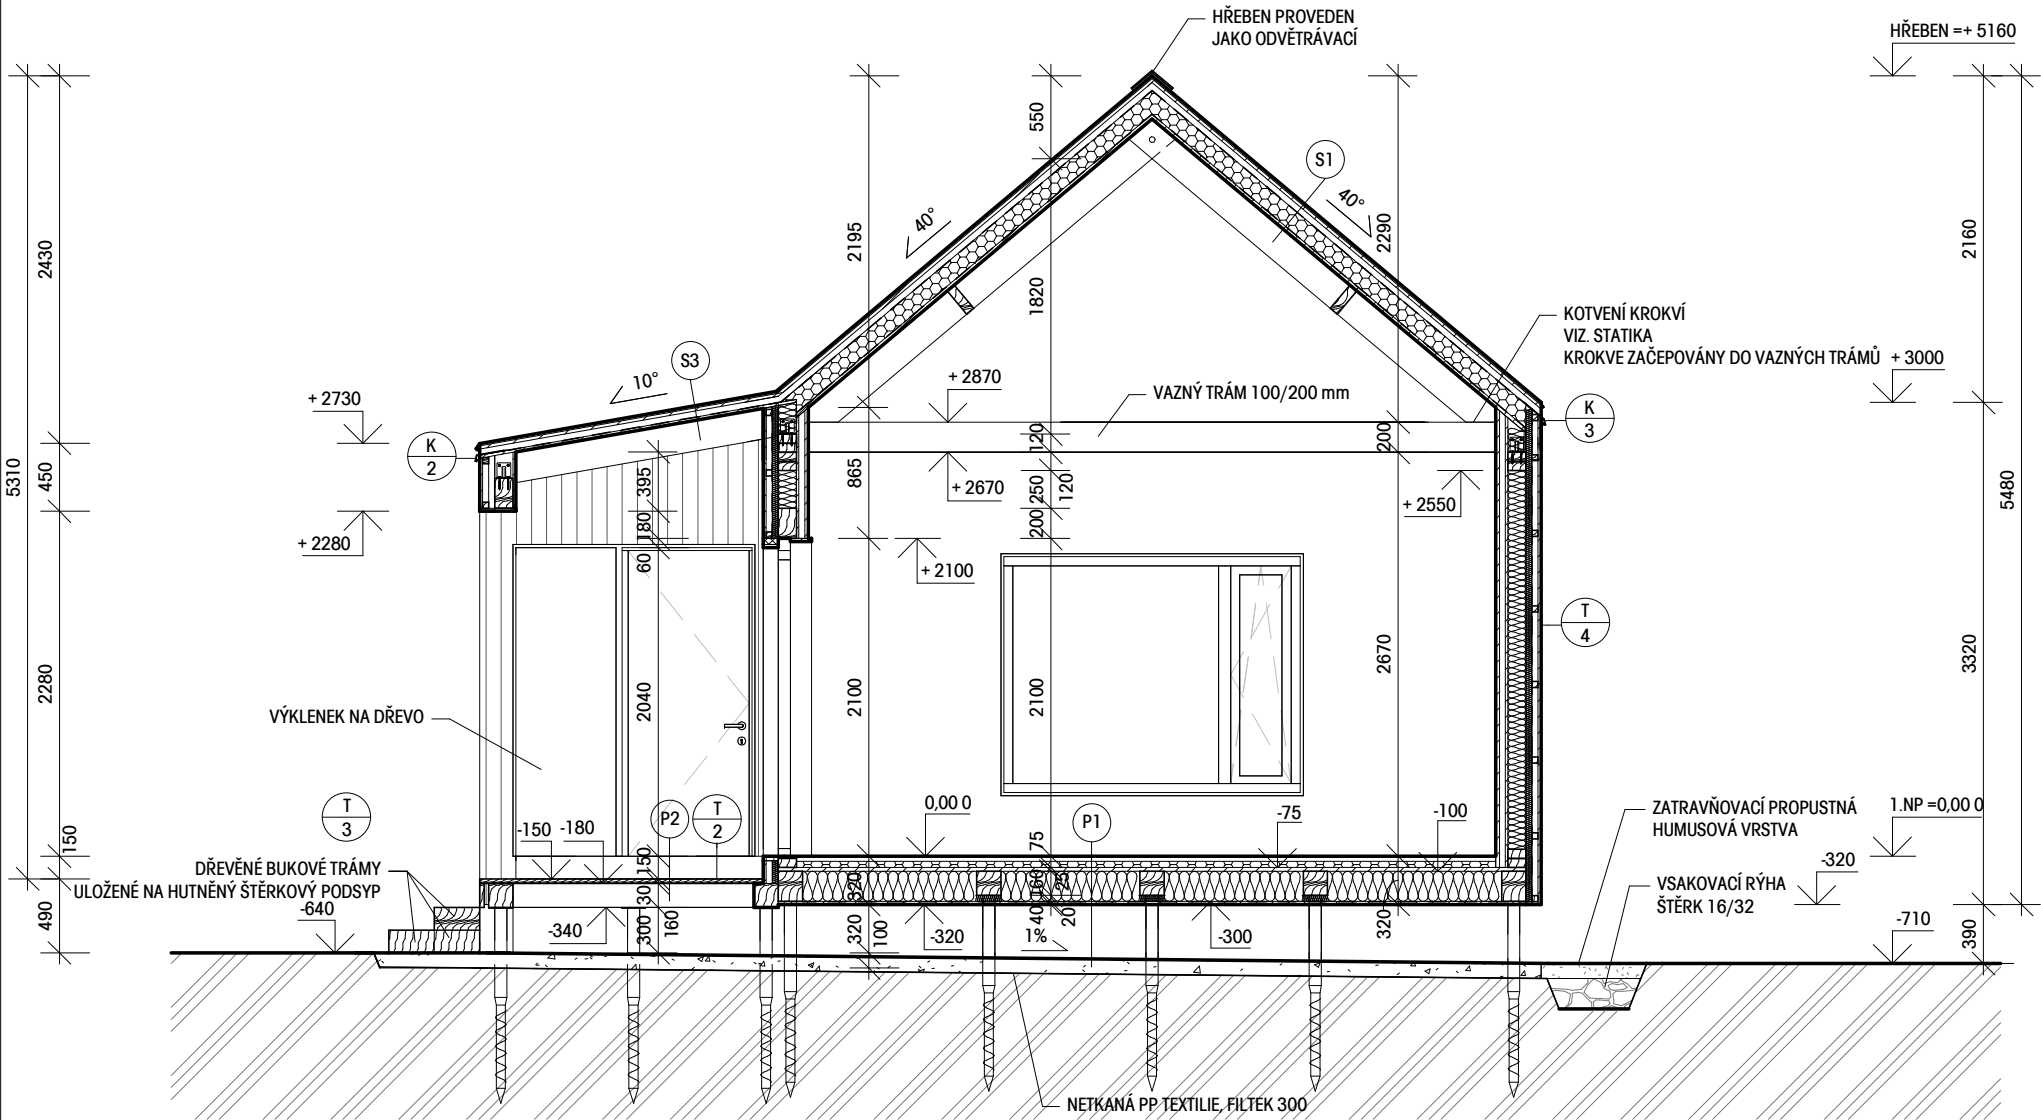 HŘEBEN PROVEDEN
JAKO ODVĚTRÁVACÍ
HŘEBEN =+ 5160
550
S1
40°
40°
2430
2195
2290
2160
1820
KOTVENÍ KROKVÍ
VIZ. STATIKA
KROKVE ZAČEPOVÁNY DO VAZNÝCH TRÁMŮ
+ 3000
S3
10°
+ 2870
VAZNÝ TRÁM 100/200 mm
+ 2730
K
2
K
3
5310
450
395
865
120
200
+ 2670
250
120
+ 2550
5480
180
200
+ 2280
60
+ 2100
T
4
2280
2040
2100
2100
2670
3320
VÝKLENEK NA DŘEVO
T
3
P2
T
2
0,00 0
P1
-75
-100
ZATRAVŇOVACÍ PROPUSTNÁ
HUMUSOVÁ VRSTVA
1.NP =0,00 0
-150
-180
150
75
150
DŘEVĚNÉ BUKOVÉ TRÁMY
ULOŽENÉ NA HUTNĚNÝ ŠTĚRKOVÝ PODSYP
-640
490
30
320
160
25
VSAKOVACÍ RÝHA
ŠTĚRK 16/32
-320
-340
300
160
320
100
-320
40
1%
20
-300
320
-710
390
NETKANÁ PP TEXTILIE, FILTEK 300